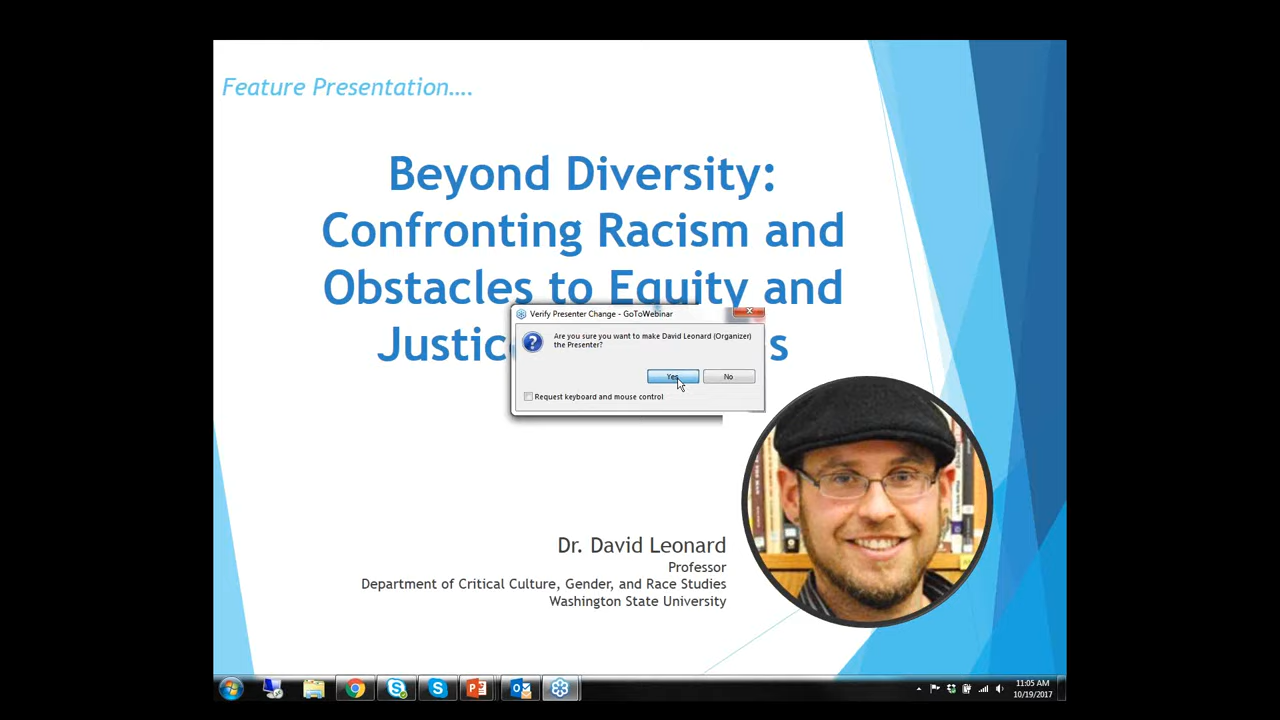 Feature Presentation....
Beyond Diversity:
Confronting Racism and
Obstacles to Equity and
Justic s
Verify Presenter Change - GoToWebinar
Are you sure you want to make David Leonard (Organizer)
the Presenter?
Yes No
Request keyboard and mouse control
Dr. David Leonard
Professor
Department of Critical Culture, Gender, and Race Studies
Washington State University
11:05 AM
10/19/2017